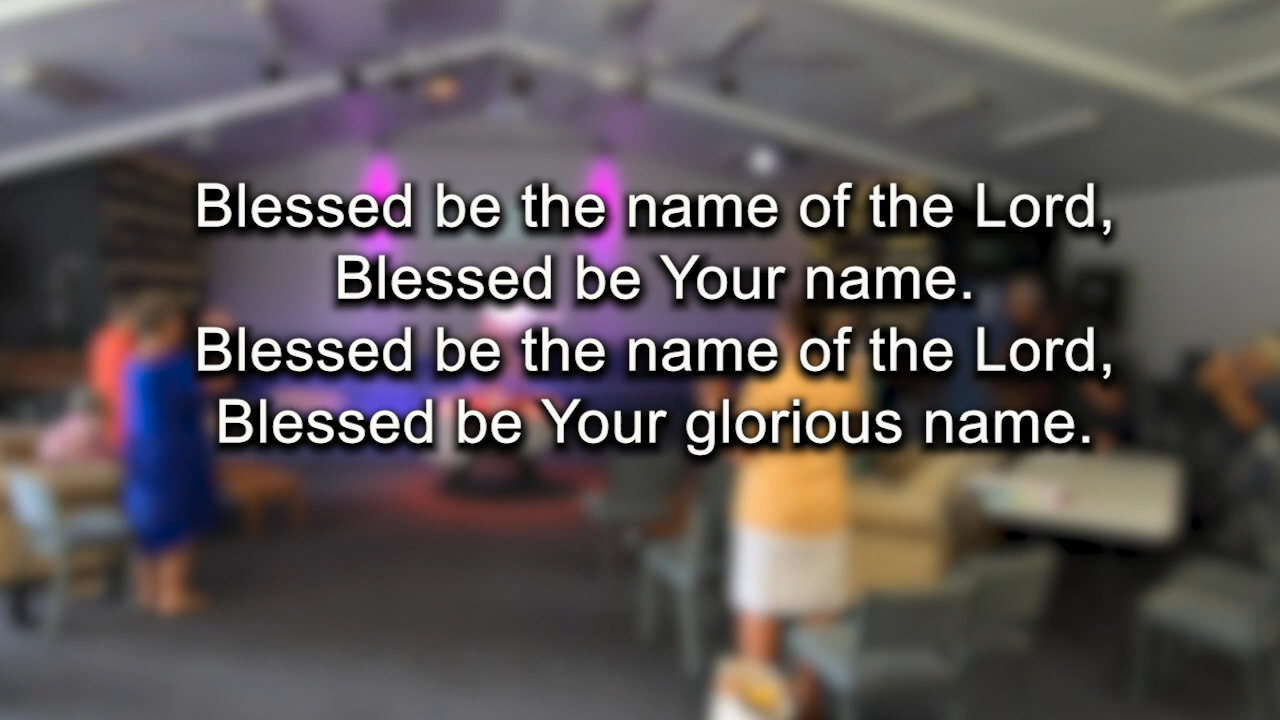 Blessed be the name of the Lord,
Blessed be Your name.
Blessed be the name of the Lord,
Blessed be Your glorious name.